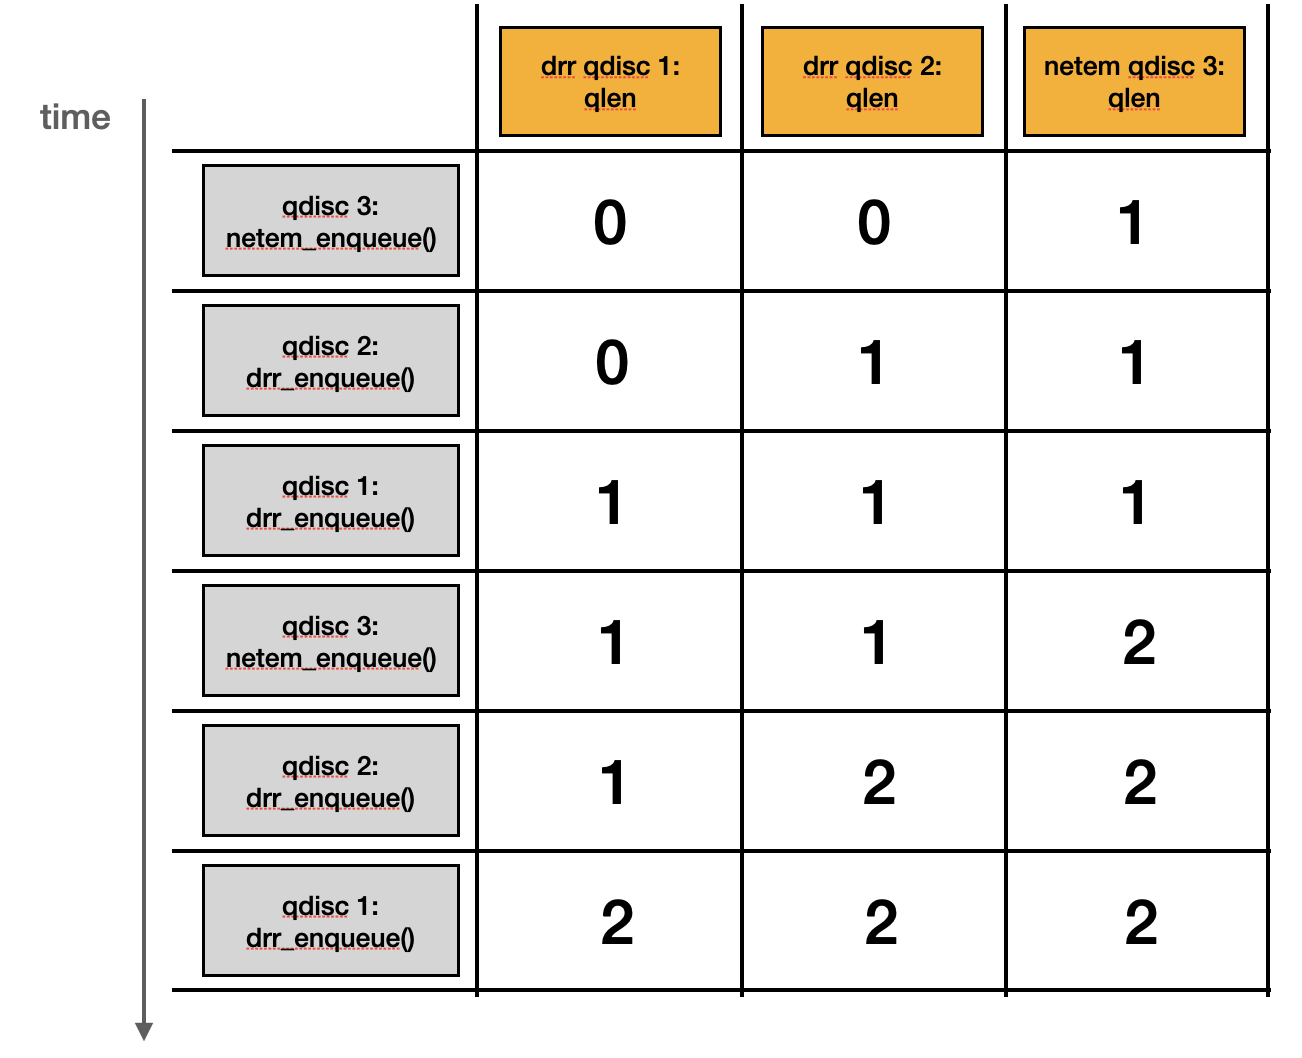 drr qdisc 1:
qlen
drr qdisc 2:
qlen
netem qdisc 3:
qlen
time
qdisc 3:
netem_enqueue()
0 0 1
qdisc 2:
drr_enqueue()
0 1 1
qdisc 1:
drr_enqueue()
1 1 1
qdisc 3:
netem_enqueue()
1 1 2
qdisc 2:
drr_enqueue()
1 2 2
qdisc 1:
drr_enqueue()
2 2 2